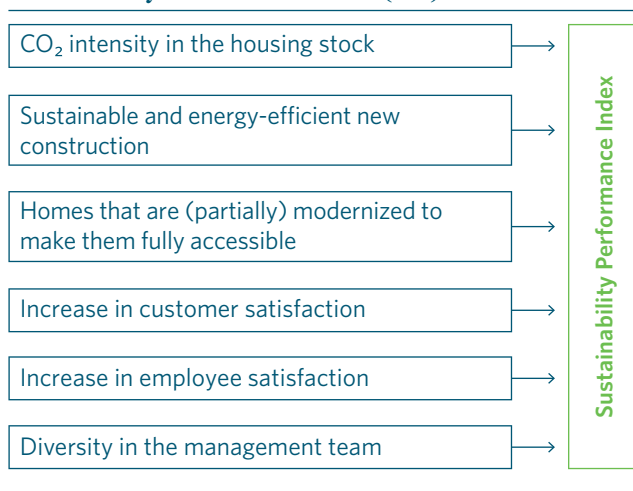 CO₂ intensity in the housing stock
Sustainable and energy-efficient new
construction
Homes that are (partially) modernized to
make them fully accessible
Increase in customer satisfaction
Increase in employee satisfaction
Diversity in the management team
Sustainability Performance Index